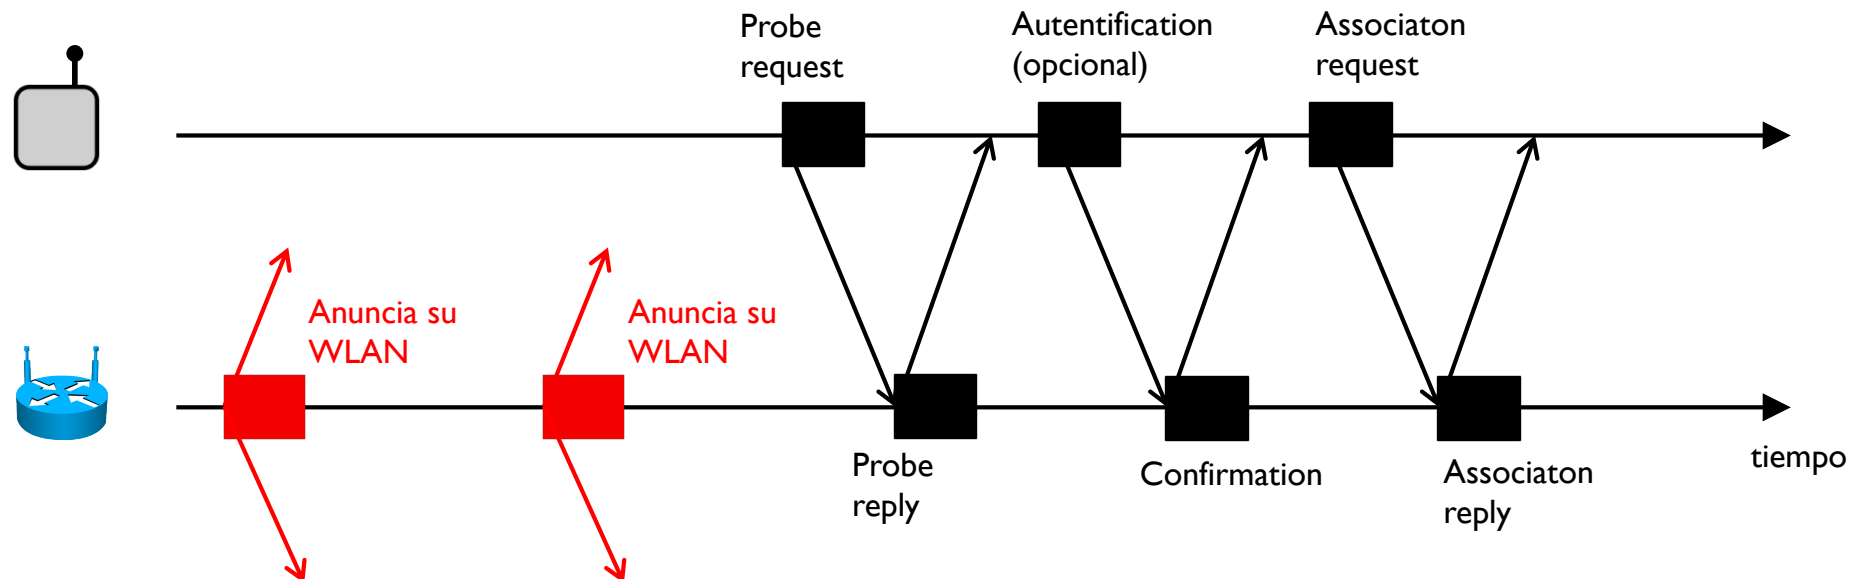 Probe
request
Autentification
(opcional)
Associaton
request
Anuncia su
WLAN
Anuncia su
WLAN
Probe
reply
Confirmation
Associaton
reply
tiempo